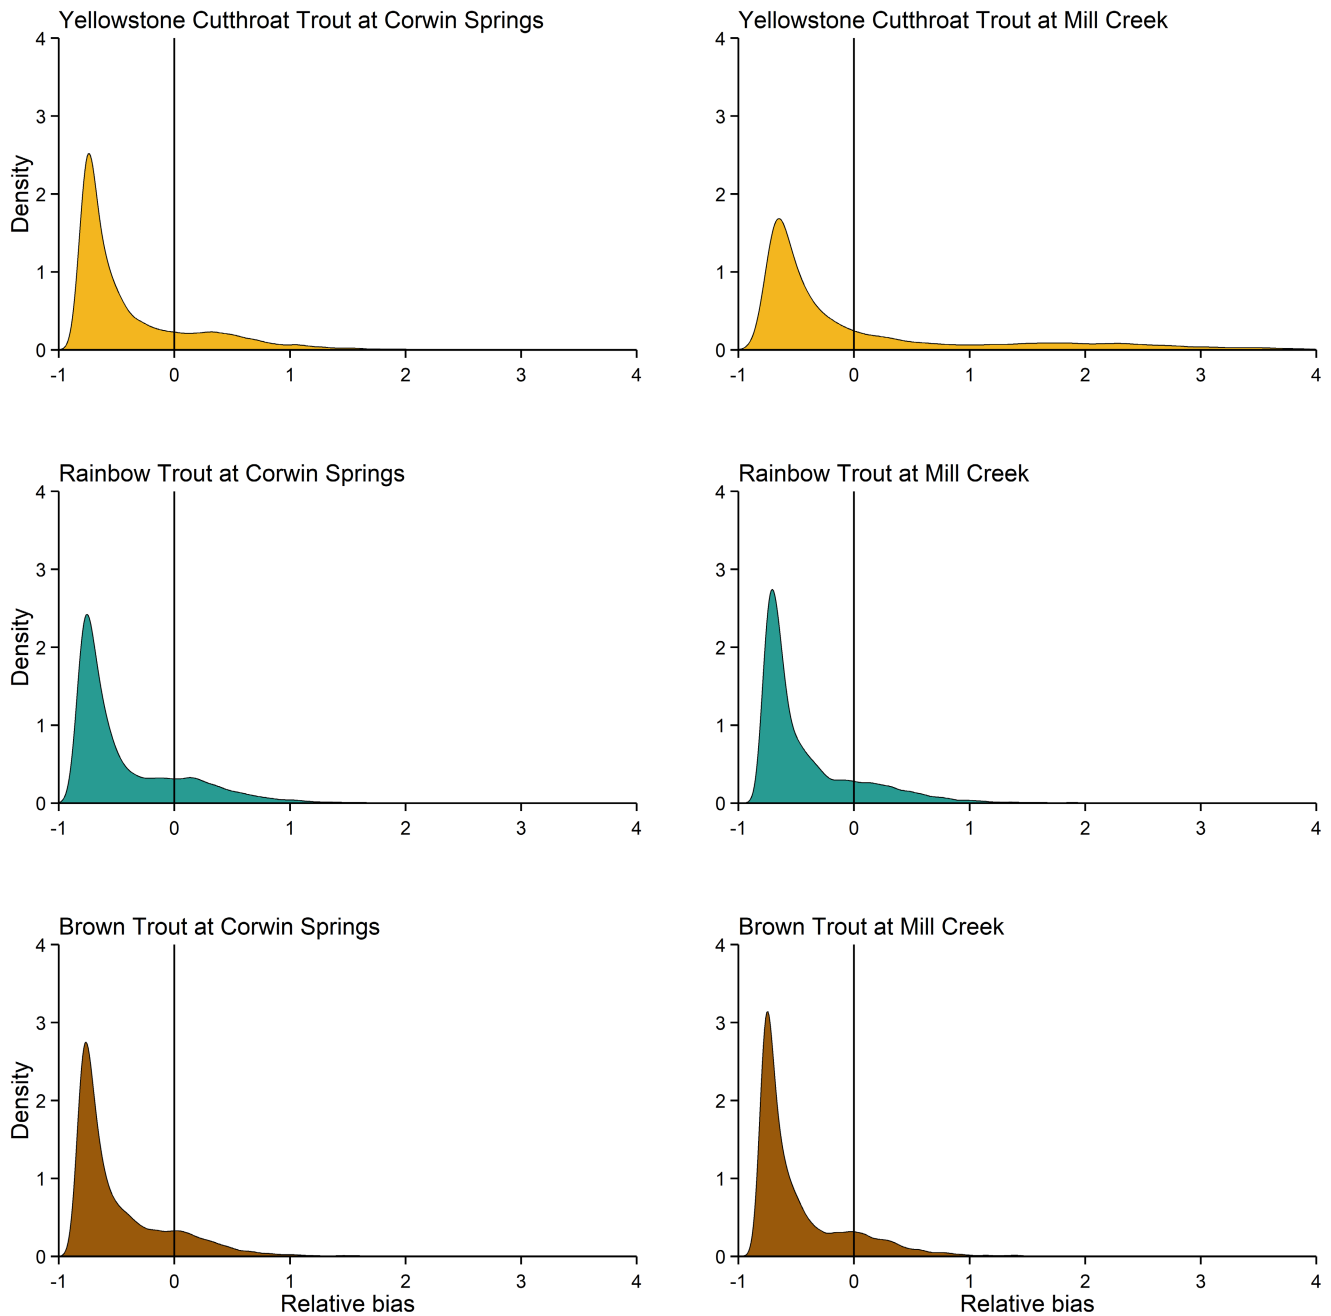 Yellowstone Cutthroat Trout at Corwin Springs
4
3
2
1
0
Density
-1 0 1 2 3 4
Yellowstone Cutthroat Trout at Mill Creek
4
3
2
1
0
-1 0 1 2 3 4
Rainbow Trout at Corwin Springs
4
3
2
1
0
Density
-1 0 1 2 3 4
Rainbow Trout at Mill Creek
4
3
2
1
0
-1 0 1 2 3 4
Brown Trout at Corwin Springs
4
3
2
1
0
Density
-1 0 1 2 3 4
Relative bias
Brown Trout at Mill Creek
4
3
2
1
0
-1 0 1 2 3 4
Relative bias